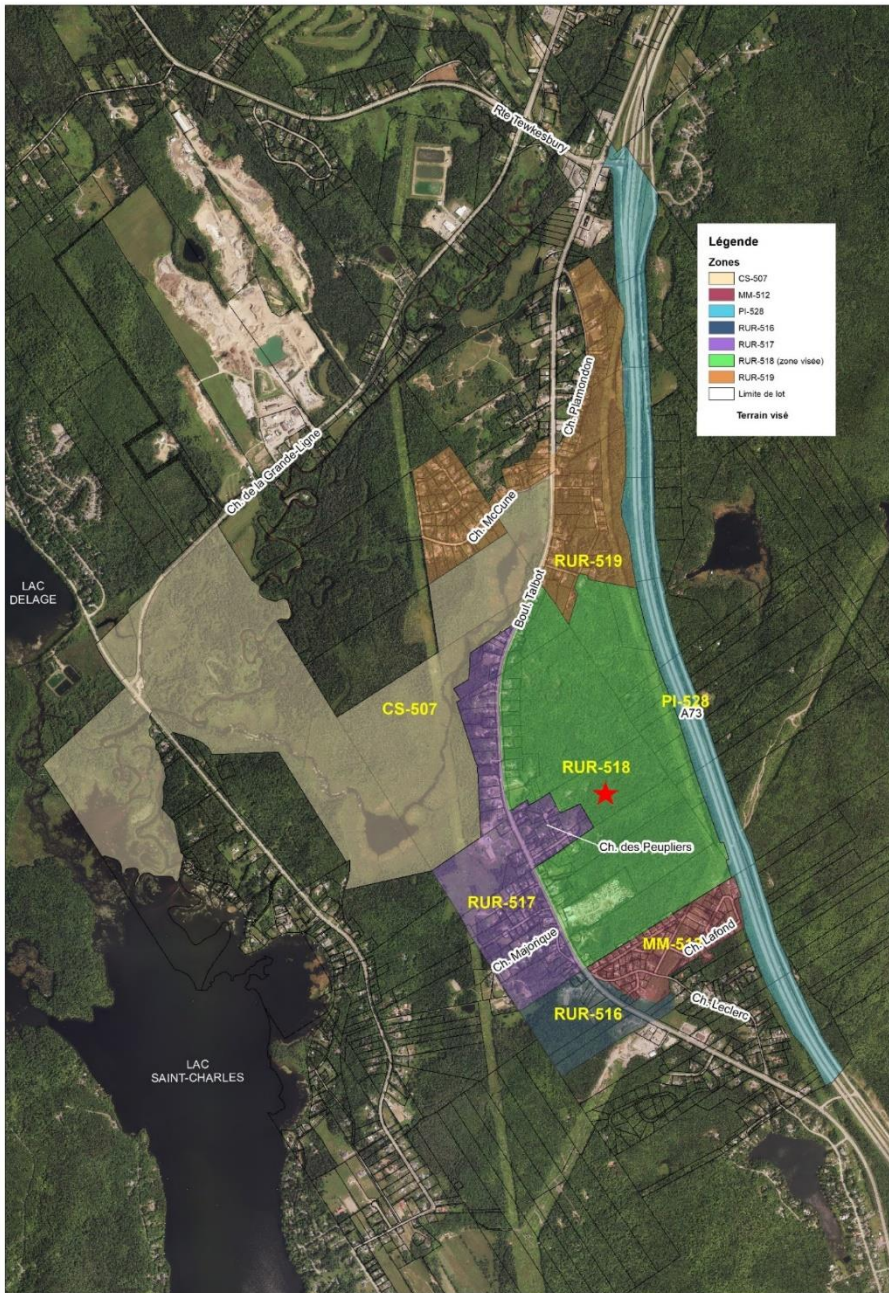 Rte Tewkesbury
Légende
Zones
CS-507
MM-512
PI-528
RUR-516
RUR-517
RUR-518 (zone visée)
RUR-519
Limite de lot
Terrain visé
Ch. Plamondon
Ch. de la Grande-Ligne
Ch. McCune
RUR-519
LAC
DELAGE
Boul. Talbot
CS-507
PI-528
A73
RUR-518
Ch. des Peupliers
RUR-517
Ch. Majorique
MM-512
Ch. Lafond
Ch. Leclerc
RUR-516
LAC
SAINT-CHARLES